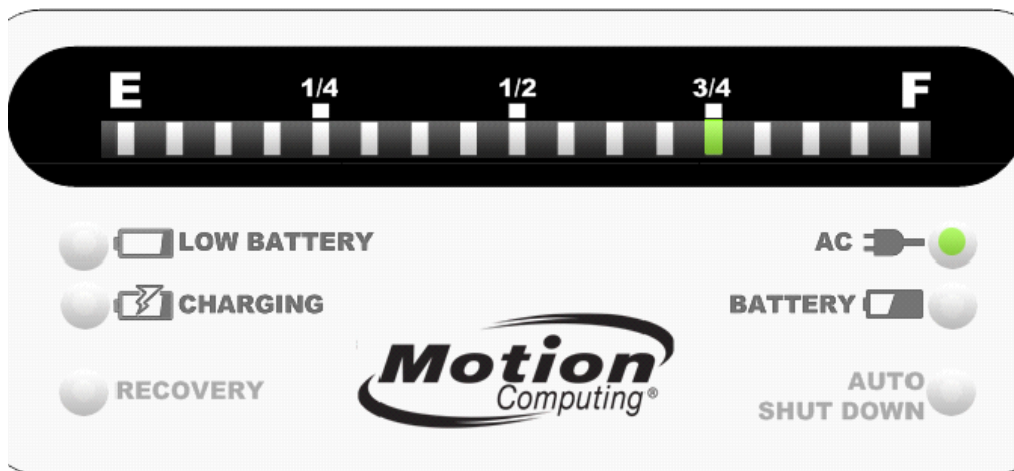 E 1/4 1/2 3/4 F
LOW BATTERY
AC
CHARGING
BATTERY
Motion
Computing®
RECOVERY
AUTO
SHUT DOWN